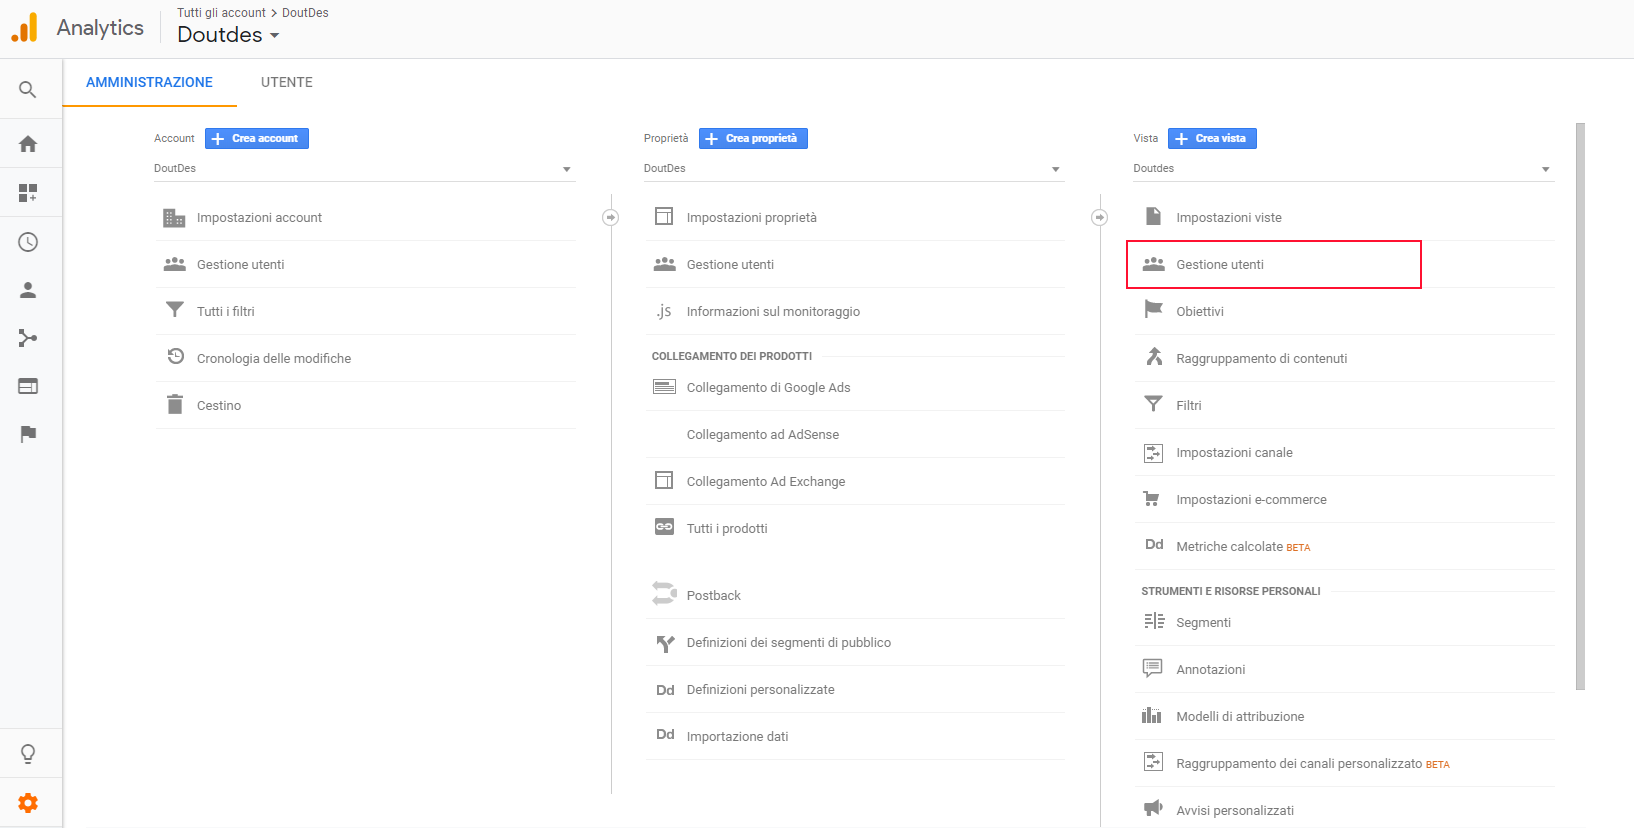 Analytics
Tutti gli account > DoutDes
Doutdes
AMMINISTRAZIONE
UTENTE
Account
Crea account
DoutDes
Impostazioni account
Gestione utenti
Tutti i filtri
Cronologia delle modifiche
Cestino
Proprietà
Crea proprietà
DoutDes
Impostazioni proprietà
Gestione utenti
.js Informazioni sul monitoraggio
COLLEGAMENTO DEI PRODOTTI
Collegamento di Google Ads
Collegamento ad AdSense
Collegamento Ad Exchange
Tutti i prodotti
Postback
Definizioni dei segmenti di pubblico
Dd Definizioni personalizzate
Dd Importazione dati
Vista
Crea vista
Doutdes
Impostazioni viste
Gestione utenti
Obiettivi
Raggruppamento di contenuti
Filtri
Impostazioni canale
Impostazioni e-commerce
Dd Metriche calcolate BETA
STRUMENTI E RISORSE PERSONALI
Segmenti
Annotazioni
Modelli di attribuzione
Raggruppamento dei canali personalizzato BETA
Avvisi personalizzati